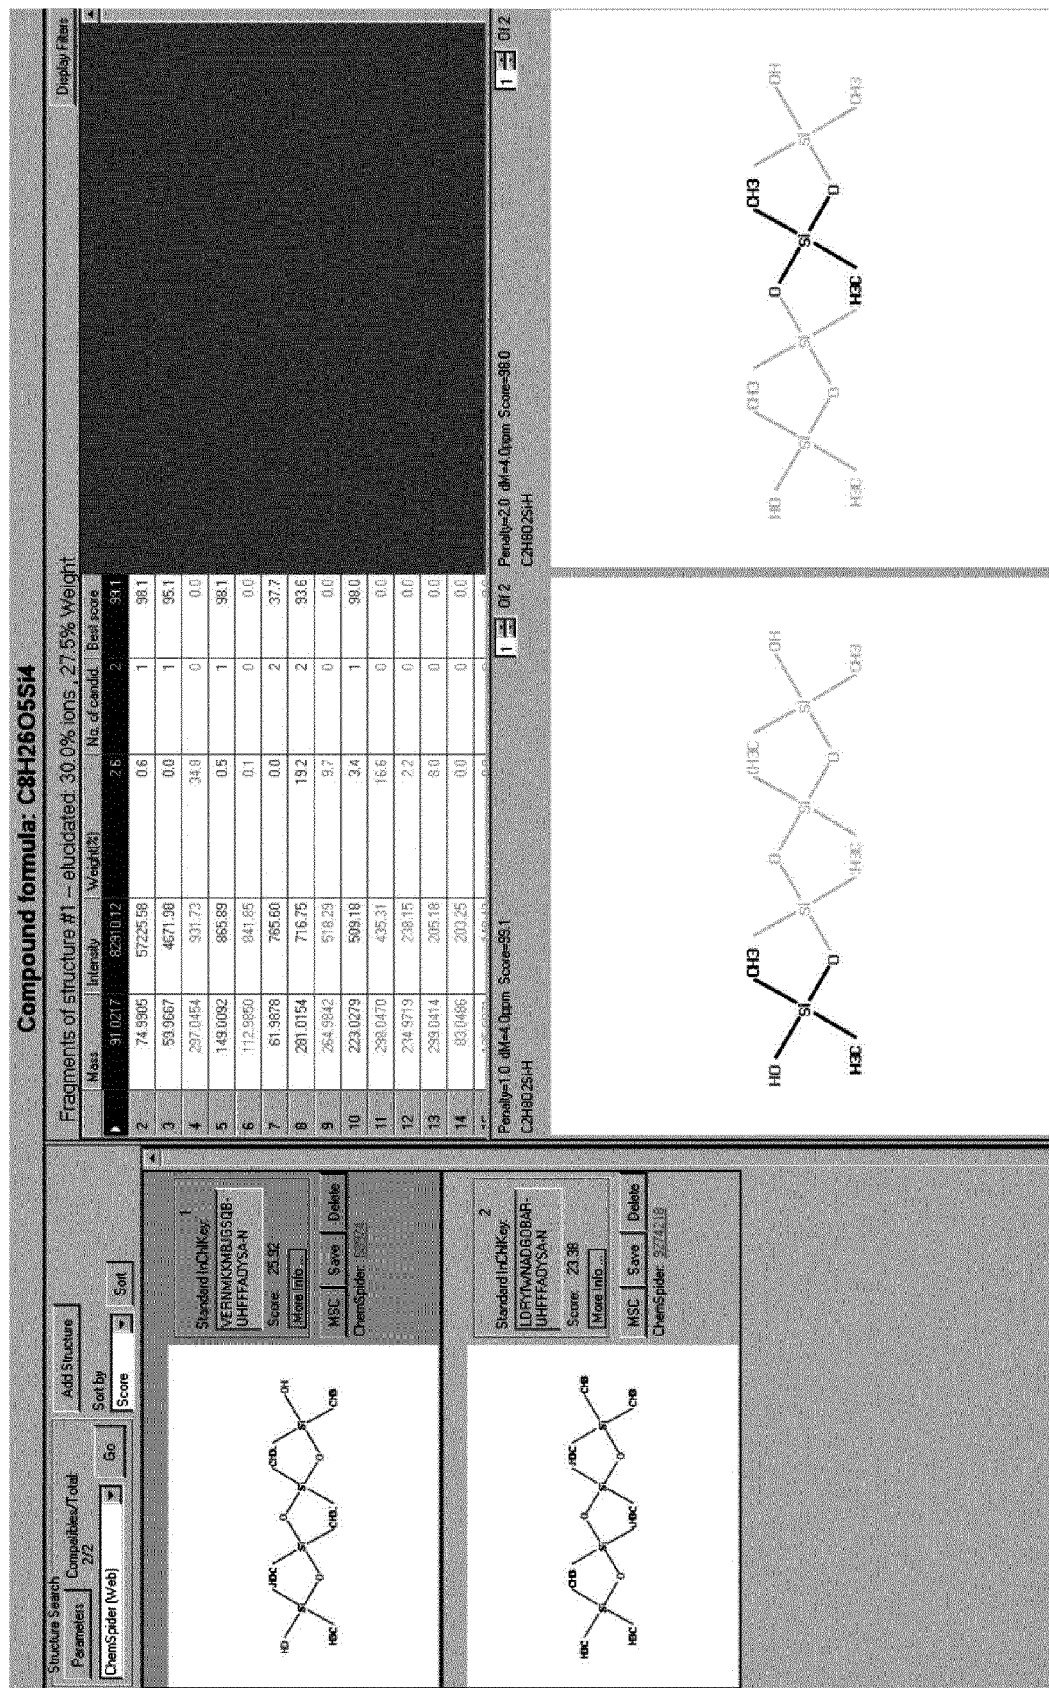 Compound formula: C8H26O5Si4
Structure Search
Parameters
Compatibles/Total:
2/2
ChemSpider (Web)
Go
Add Structure
Sort by
Score
Sort
1
Standard InChIKey:
VERNMKKMBJGSQB-
UHFFFAOYSA-N
Score: 25.92
More Info ...
MSC Save Delete
ChemSpider:
2
Standard InChIKey:
UHFFFAOYSA-N
Score: 23.98
More Info ...
MSC Save Delete
ChemSpider: 9274218
Fragments of structure #1 -- elucidated: 30.0% ions, 27.5% Weight
Display Filters
Mass Intensity Weight[%] No. of candid. Best score
91.0217 82910.12 2.6 2 99.1
2 74.9905 57225.58 0.6 1 98.1
3 59.9667 4671.98 0.0 1 95.1
4 297.0454 931.73 34.9 0 0.0
5 149.0092 865.89 0.5 1 98.1
6 112.9850 841.85 0.1 0 0.0
7 61.9878 765.60 0.0 2 37.7
8 281.0154 716.75 19.2 2 93.6
9 264.9842 518.29 9.7 0 0.0
10 223.0279 509.18 3.4 1 98.0
11 298.0470 435.31 16.6 0 0.0
12 234.9719 238.15 2.2 0 0.0
13 299.0414 205.18 8.0 0 0.0
14 83.0486 203.25 0.0 0 0.0
Penalty=1.0 dM=4.0ppm Score=99.1
1 Of 2
C2H8O2Si-H
Penalty=2.0 dM=4.0ppm Score=98.0
1 Of 2
C2H8O2Si-H